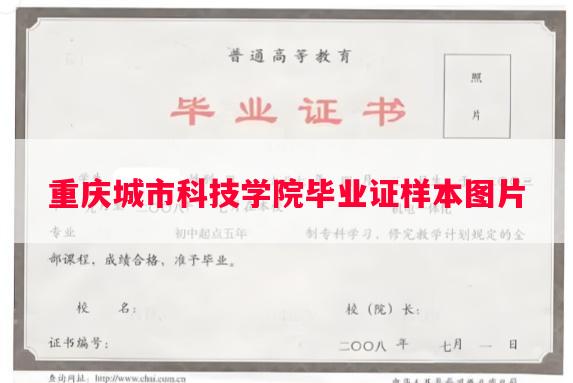 普通高等教育
照
片
毕业证书
重庆城市科技学院毕业证样本图片
专业 初中起点五年 制专科学习，修完教学计划规定的全
部课程，成绩合格，准予毕业。
校 名： 校（院）长：
证书编号： 二〇〇八 年 七月 一 日
查询网址：http://www.chsi.com.cn